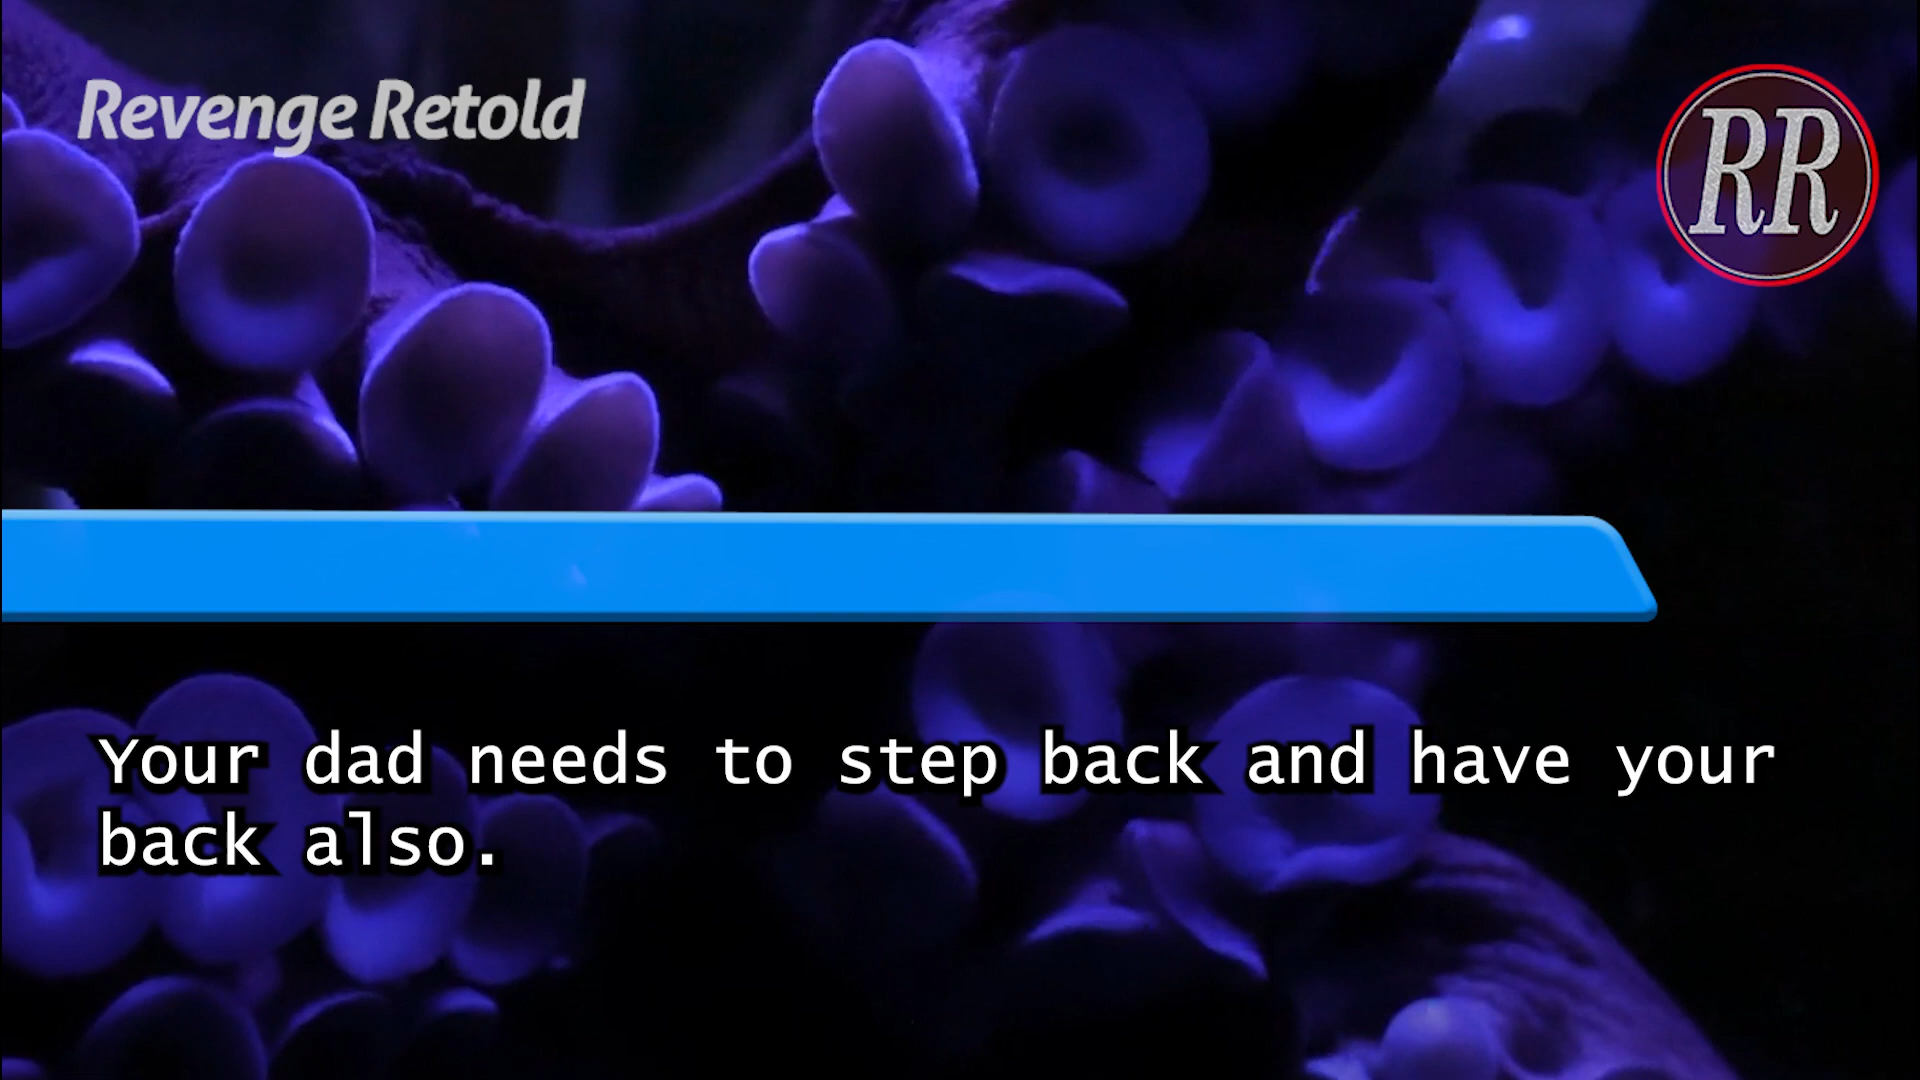 Revenge Retold
RR
Your dad needs to step back and have your
back also.